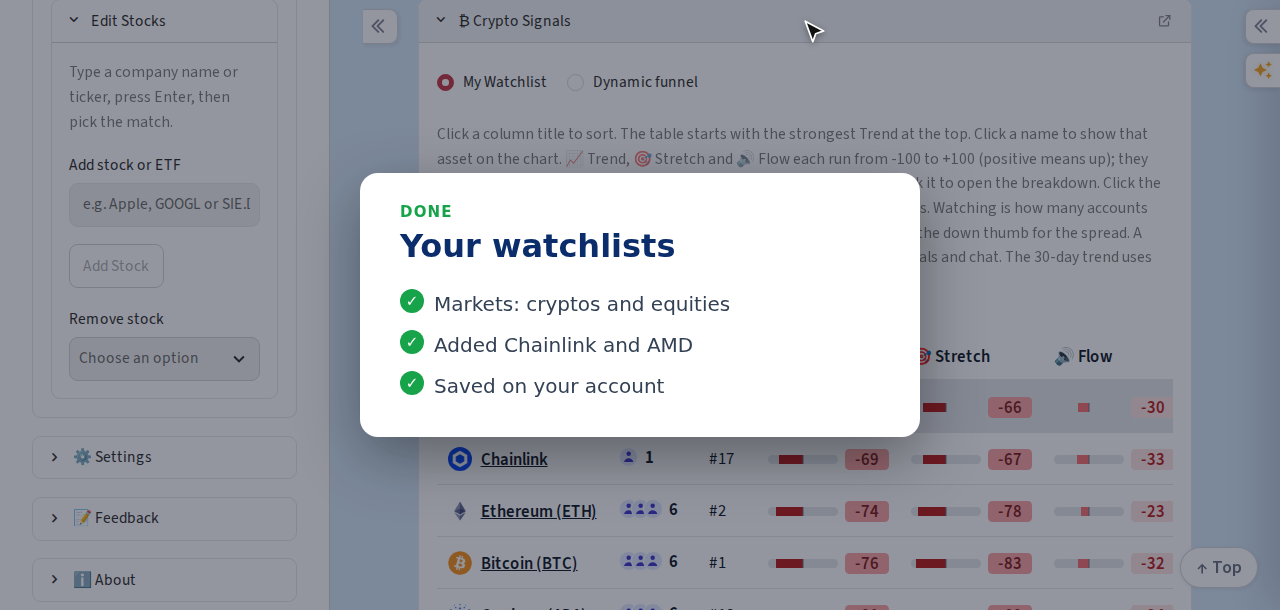 Edit Stocks
Type a company name or
ticker, press Enter, then
pick the match.
Add stock or ETF
e.g. Apple, GOOGL or SIE.
Add Stock
Remove stock
Choose an option
Settings
Feedback
About
Crypto Signals
My Watchlist
Dynamic funnel
Click a column title to sort. The table starts with the strongest Trend at the top. Click a name to show that
asset on the chart. 📈 Trend, 🎯 Stretch and 🔊 Flow each run from -100 to +100 (positive means up); they
it to open the breakdown. Click the
Watching is how many accounts
the down thumb for the spread. A
and chat. The 30-day trend uses
DONE
Your watchlists
✓ Markets: cryptos and equities
✓ Added Chainlink and AMD
✓ Saved on your account
Stretch
Flow
-66
-30
Chainlink
1
#17
-69
-67
-33
Ethereum (ETH)
6
#2
-74
-78
-23
Bitcoin (BTC)
6
#1
-76
-83
-32
↑ Top